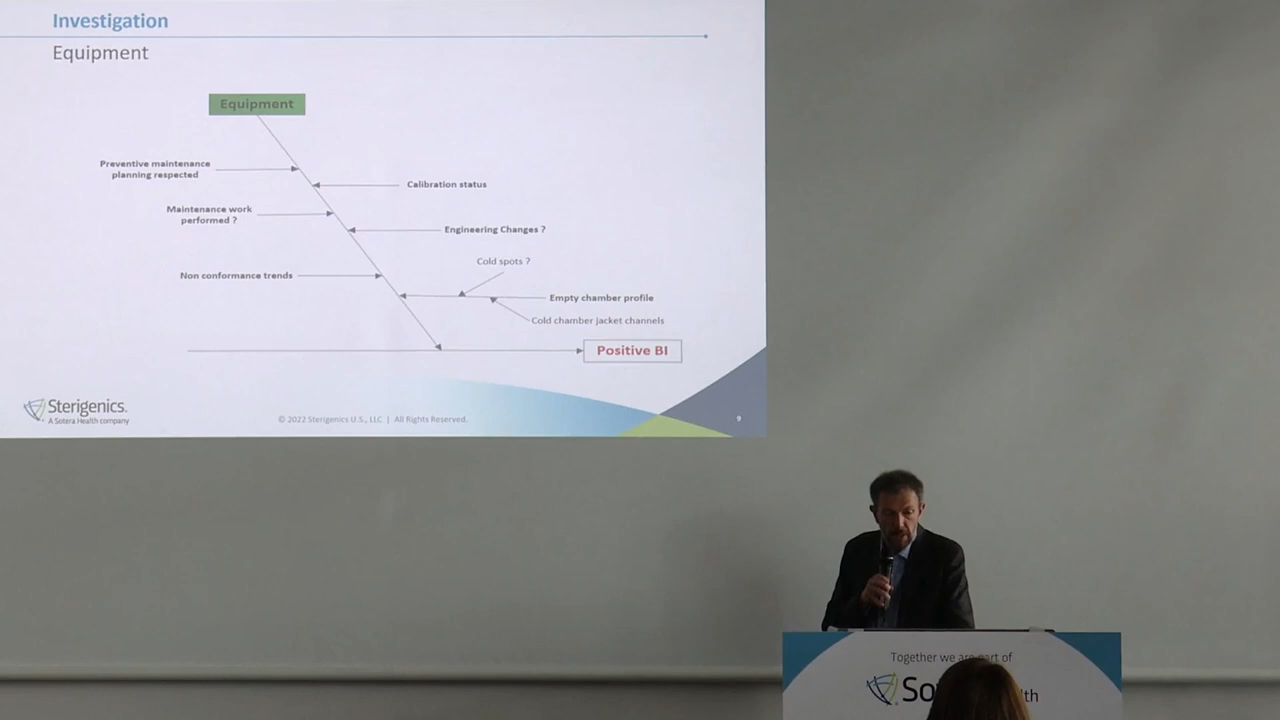 Investigation
Equipment
Equipment
Preventive maintenance
planning respected
Calibration status
Maintenance work
performed ?
Engineering Changes ?
Cold spots ?
Non conformance trends
Empty chamber profile
Cold chamber jacket channels
Positive BI
Sterigenics.
A Sotera Health company
© 2022 Sterigenics U.S., LLC | All Rights Reserved.
9
Together we are part of
So lth